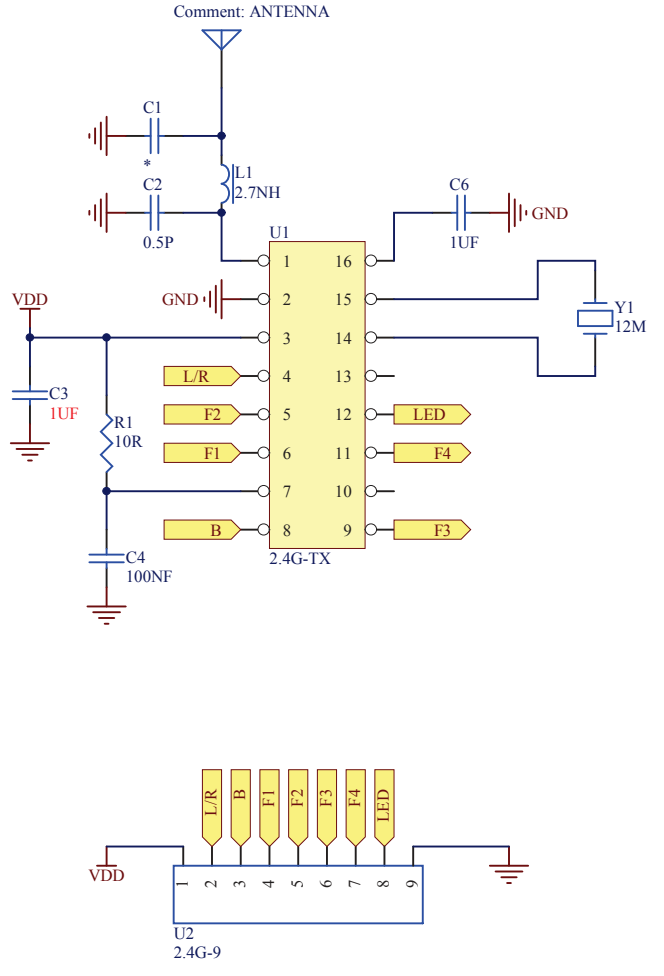 Comment: ANTENNA
C1
*
L1
2.7NH
C2
0.5P
C6
1UF
GND
U1
1
16
GND
2
15
Y1
12M
VDD
3
14
L/R
4
13
C3
1UF
F2
5
12
LED
R1
10R
F1
6
11
F4
7
10
B
8
9
F3
2.4G-TX
C4
100NF
L/R
B
F1
F2
F3
F4
LED
VDD
1
2
3
4
5
6
7
8
9
U2
2.4G-9